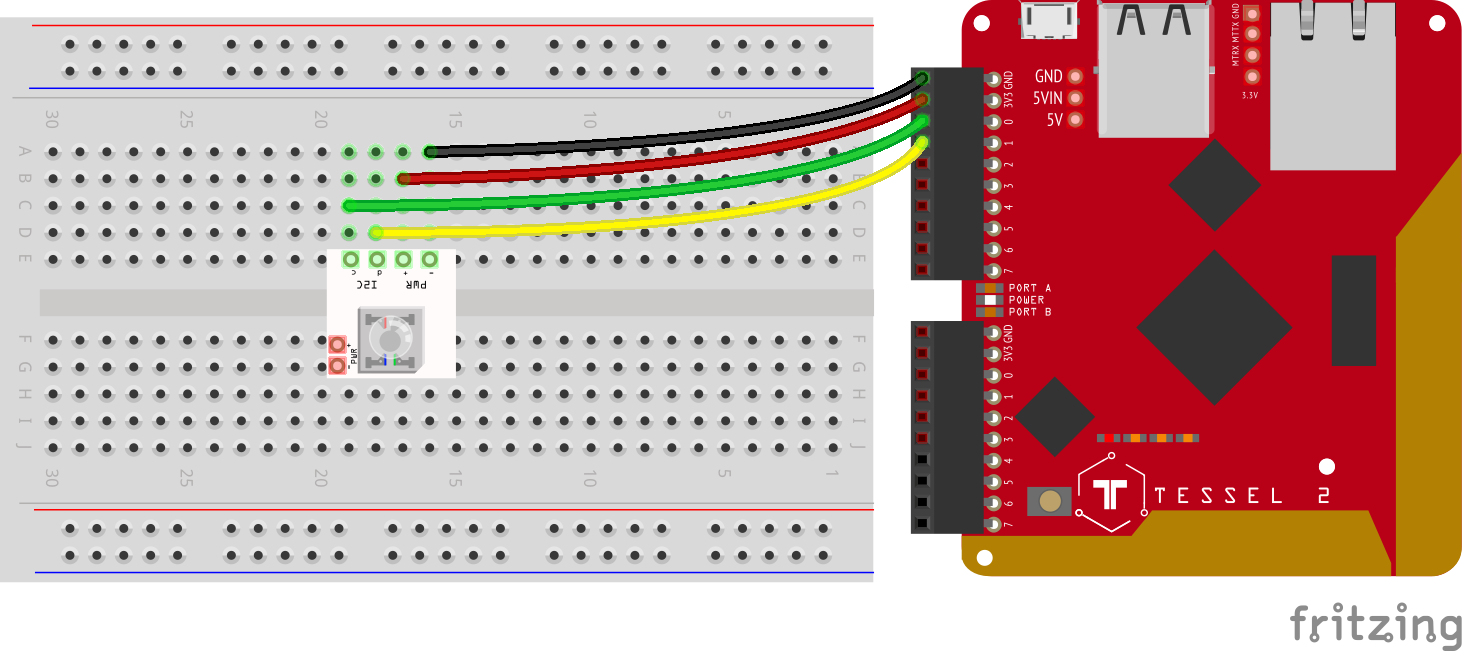 30 25 20 15 10 5
A
B B
C C
D D
E
c d + -
I2C PWR
+
PWR
-
F F
G G
H H
I I
J J
30 25 20 15 10 5 1
GND
5VIN
5V
MTRX MTTX GND
3.3V
GND
3V3
0
1
2
3
4
5
6
7
PORT A
POWER
PORT B
GND
3V3
0
1
2
3
4
5
6
7
TESSEL 2
fritzing